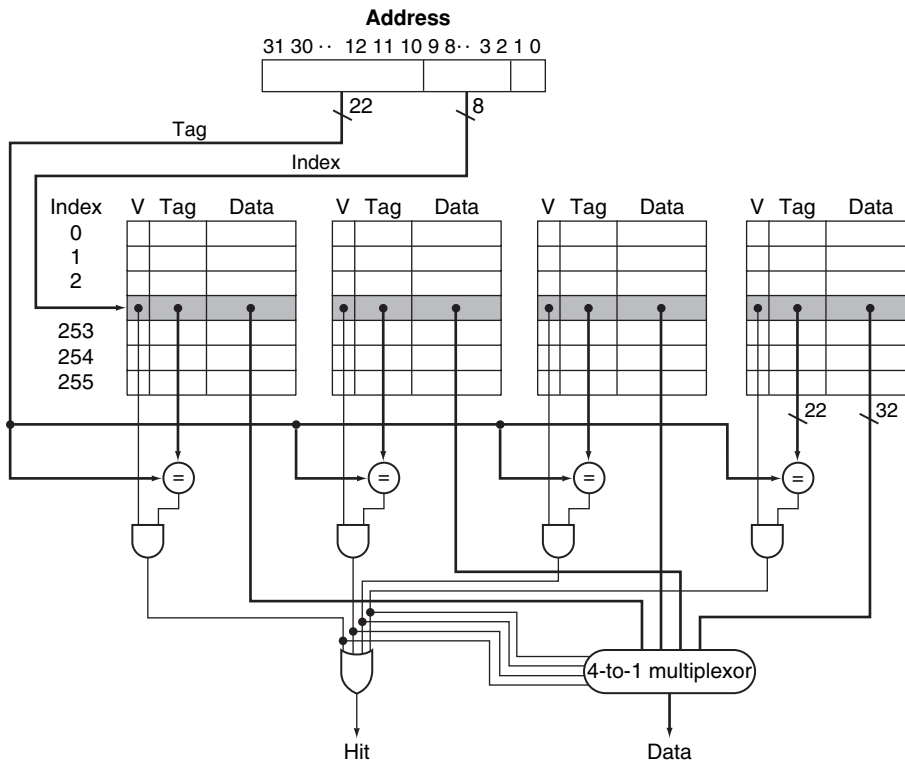 Address
31 30 ·· 12 11 10 9 8 ·· 3 2 1 0
22 8
Tag
Index
Index V Tag Data V Tag Data V Tag Data V Tag Data
0
1
2
253
254
255
22 32
= = = =
4-to-1 multiplexor
Hit Data